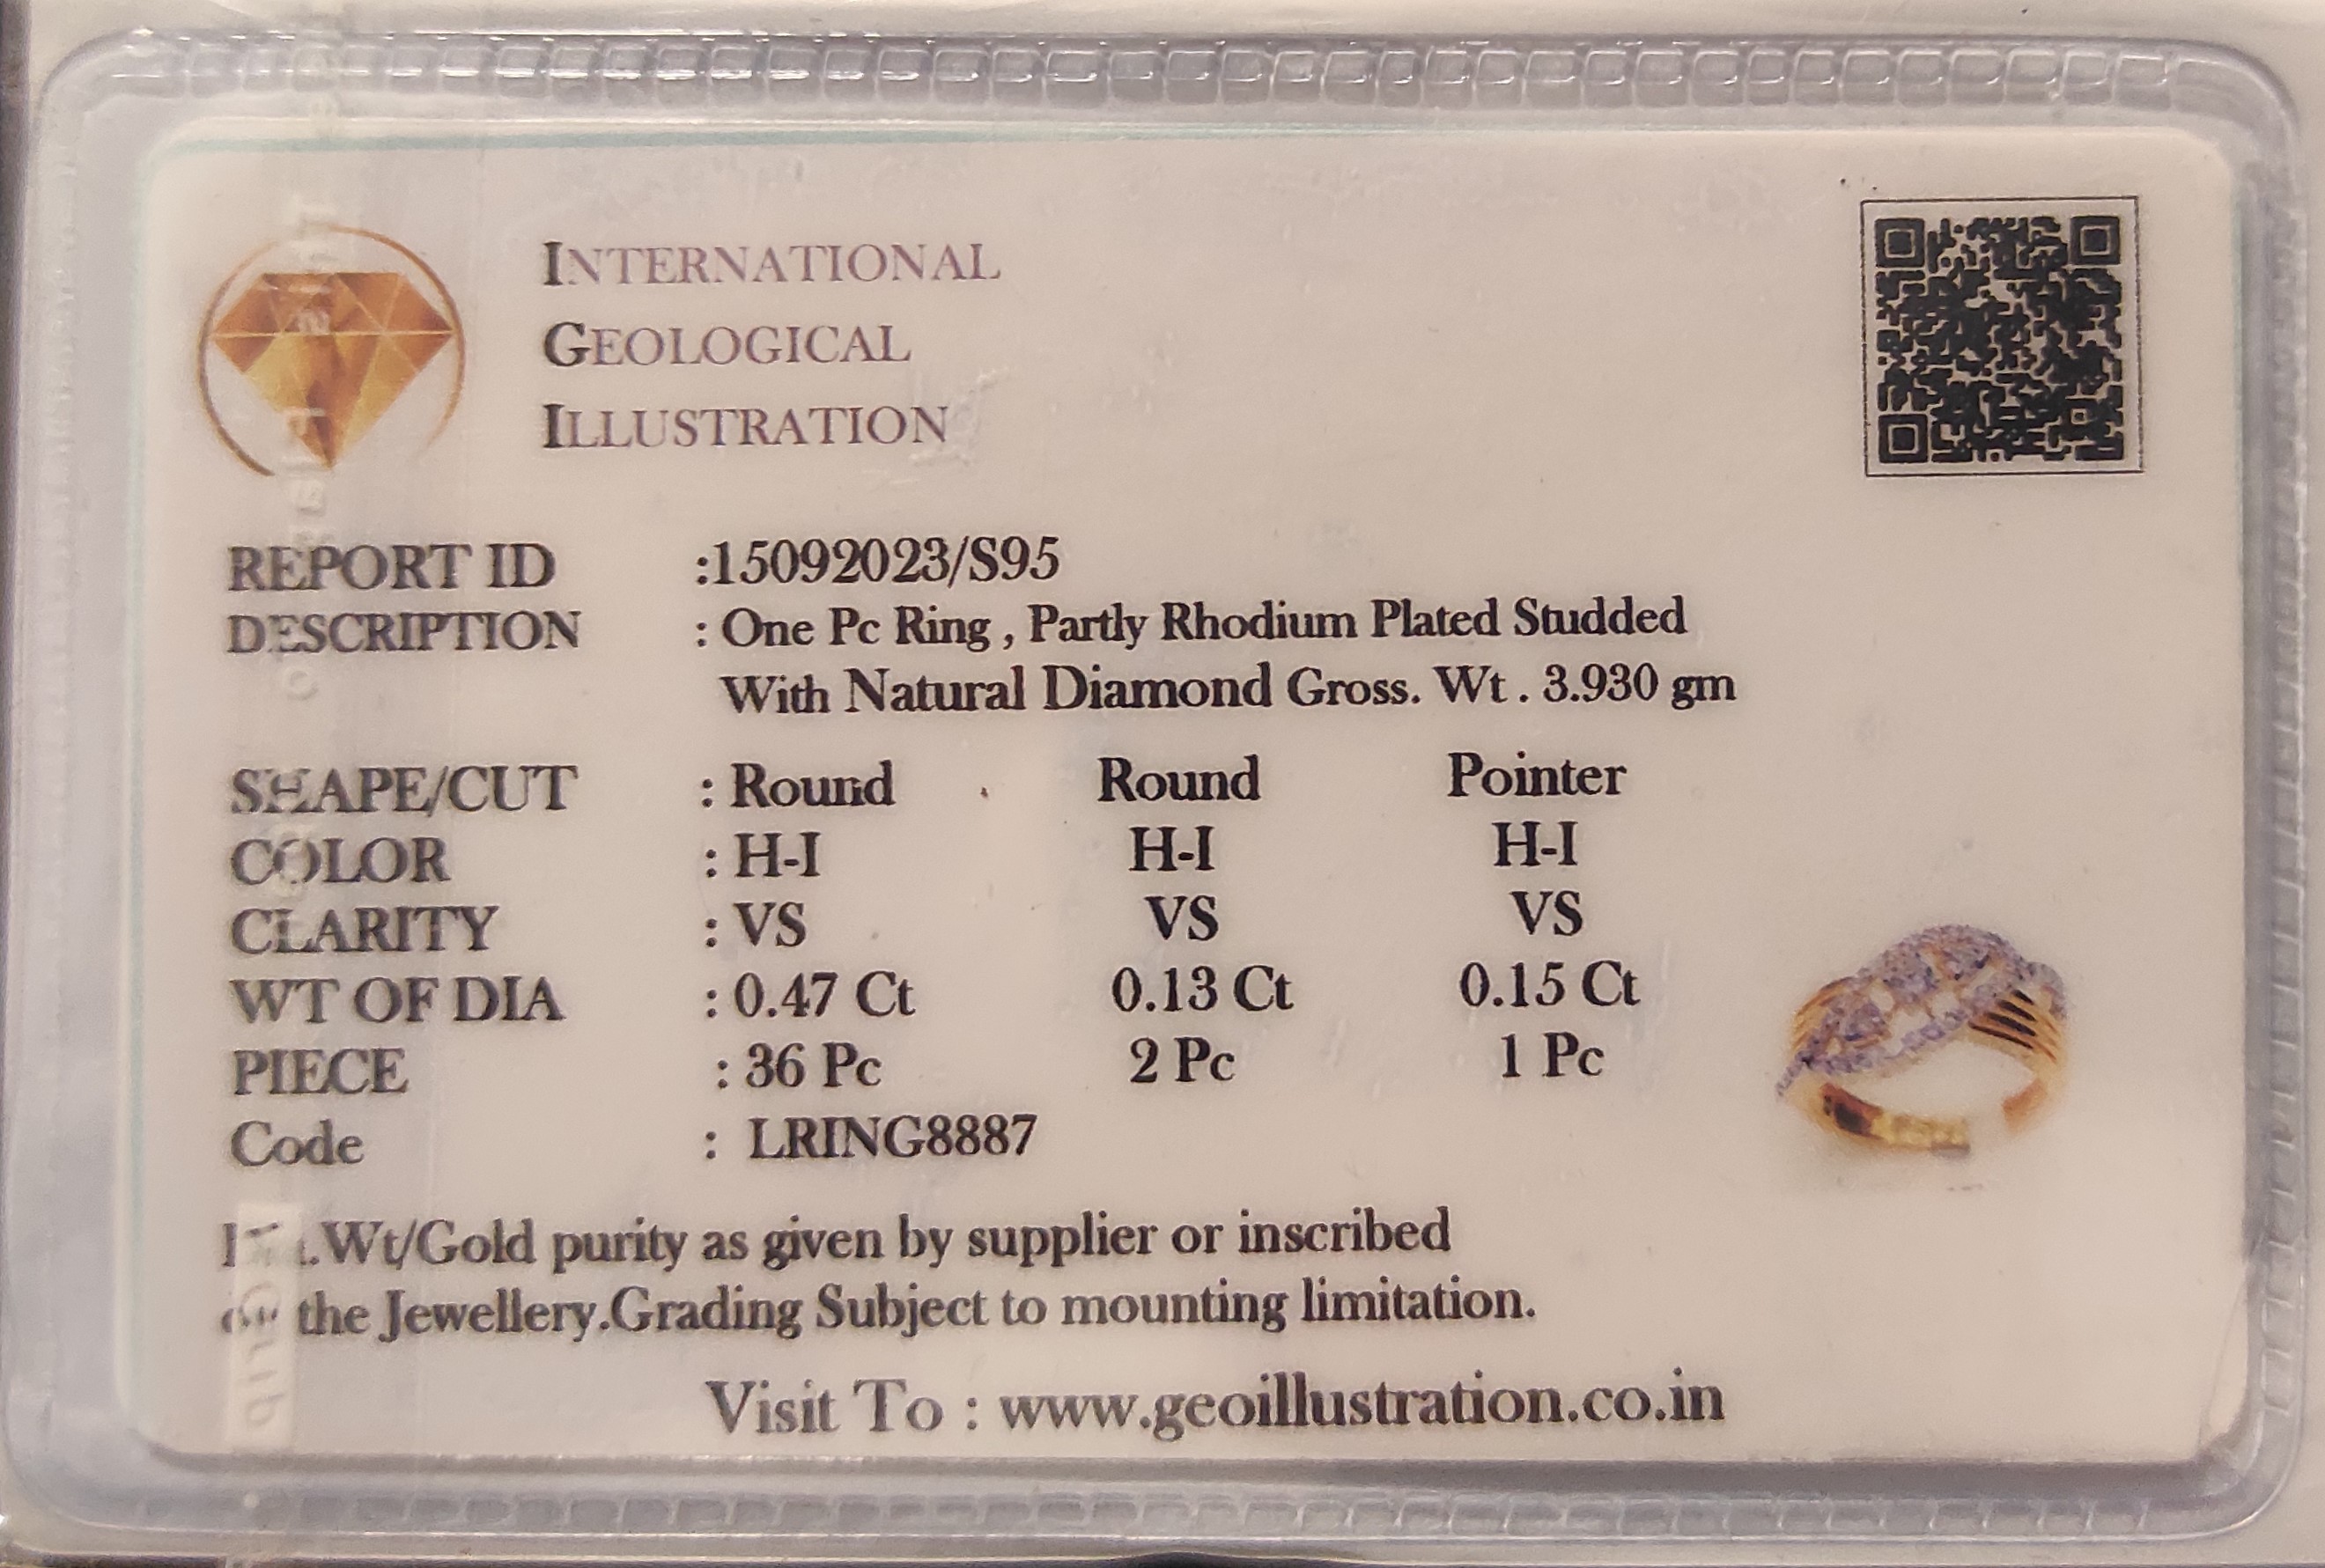 INTERNATIONAL
GEOLOGICAL
ILLUSTRATION
REPORT ID :15092023/S95
DESCRIPTION : One Pc Ring , Partly Rhodium Plated Studded
With Natural Diamond Gross. Wt . 3.930 gm
SHAPE/CUT : Round Round Pointer
COLOR : H-I H-I H-I
CLARITY : VS VS VS
WT OF DIA : 0.47 Ct 0.13 Ct 0.15 Ct
PIECE : 36 Pc 2 Pc 1 Pc
Code : LRING8887
.Wt/Gold purity as given by supplier or inscribed
the Jewellery.Grading Subject to mounting limitation.
Visit To : www.geoillustration.co.in